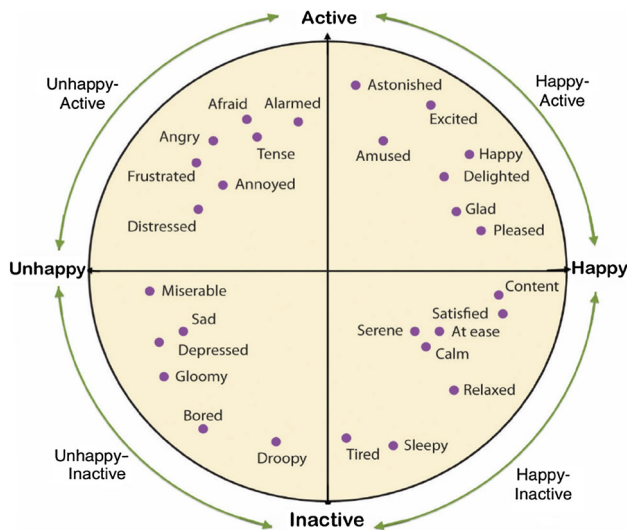 Active
Unhappy-
Active
Happy-
Active
Astonished
Afraid
Alarmed
Excited
Angry
Tense
Amused
Happy
Frustrated
Annoyed
Delighted
Glad
Distressed
Pleased
Unhappy
Happy
Miserable
Content
Sad
Satisfied
Serene
At ease
Depressed
Calm
Gloomy
Relaxed
Bored
Droopy
Tired
Sleepy
Unhappy–
Inactive
Happy-
Inactive
Inactive